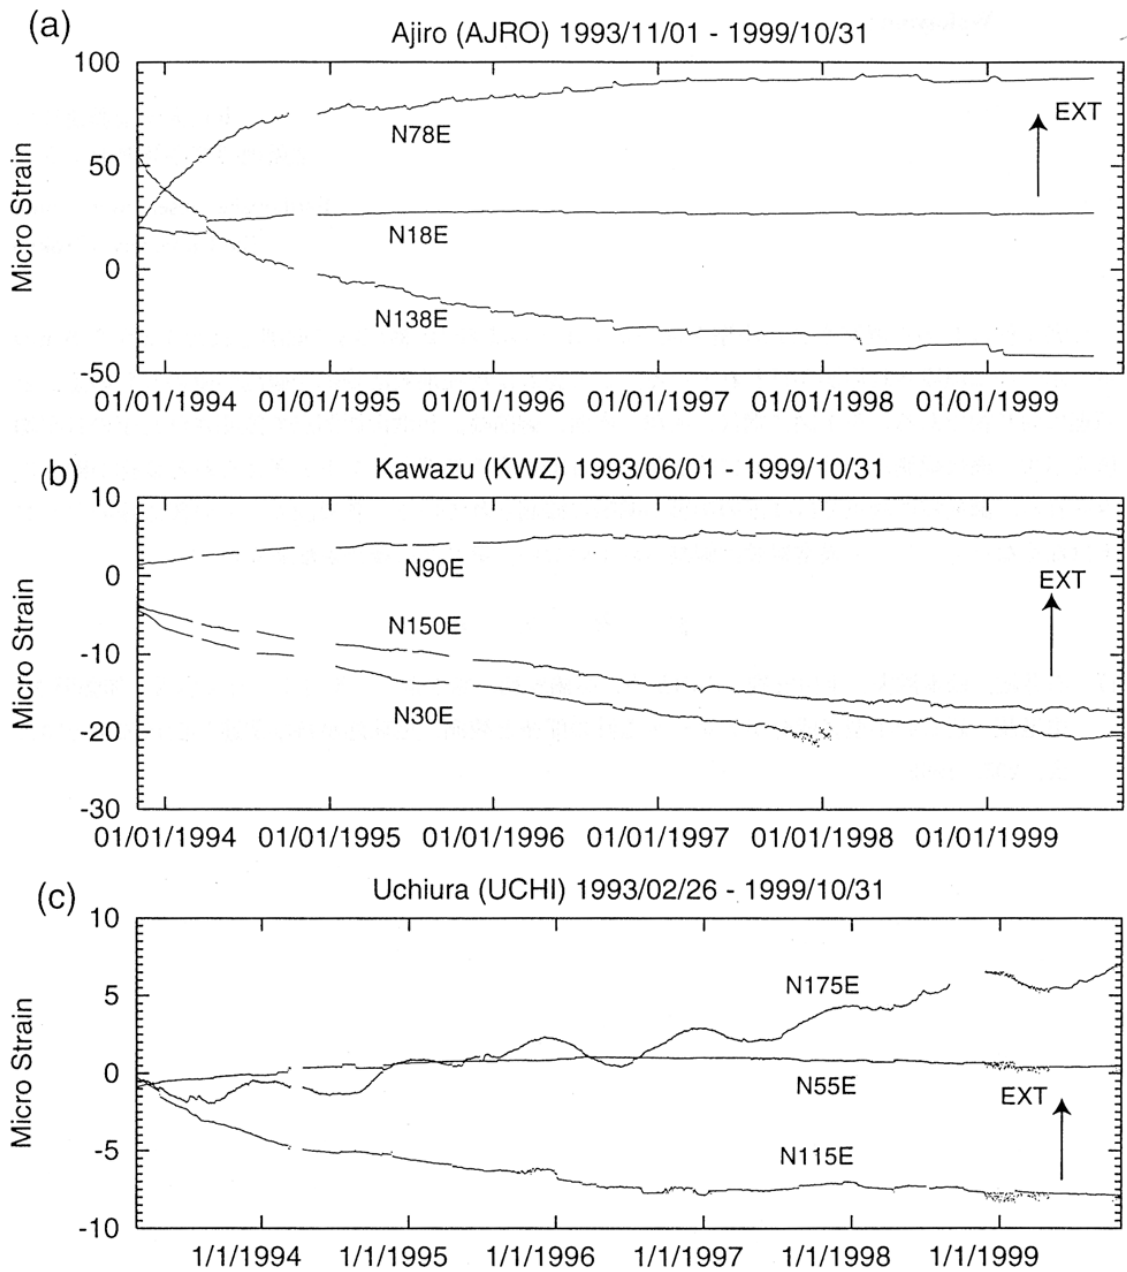 (a)
Ajiro (AJRO) 1993/11/01 - 1999/10/31
100
50
0
-50
Micro Strain
N78E
EXT
N18E
N138E
01/01/1994 01/01/1995 01/01/1996 01/01/1997 01/01/1998 01/01/1999
(b)
Kawazu (KWZ) 1993/06/01 - 1999/10/31
10
0
-10
-20
-30
Micro Strain
N90E
EXT
N150E
N30E
01/01/1994 01/01/1995 01/01/1996 01/01/1997 01/01/1998 01/01/1999
(c)
Uchiura (UCHI) 1993/02/26 - 1999/10/31
10
5
0
-5
-10
Micro Strain
N175E
N55E
EXT
N115E
1/1/1994 1/1/1995 1/1/1996 1/1/1997 1/1/1998 1/1/1999